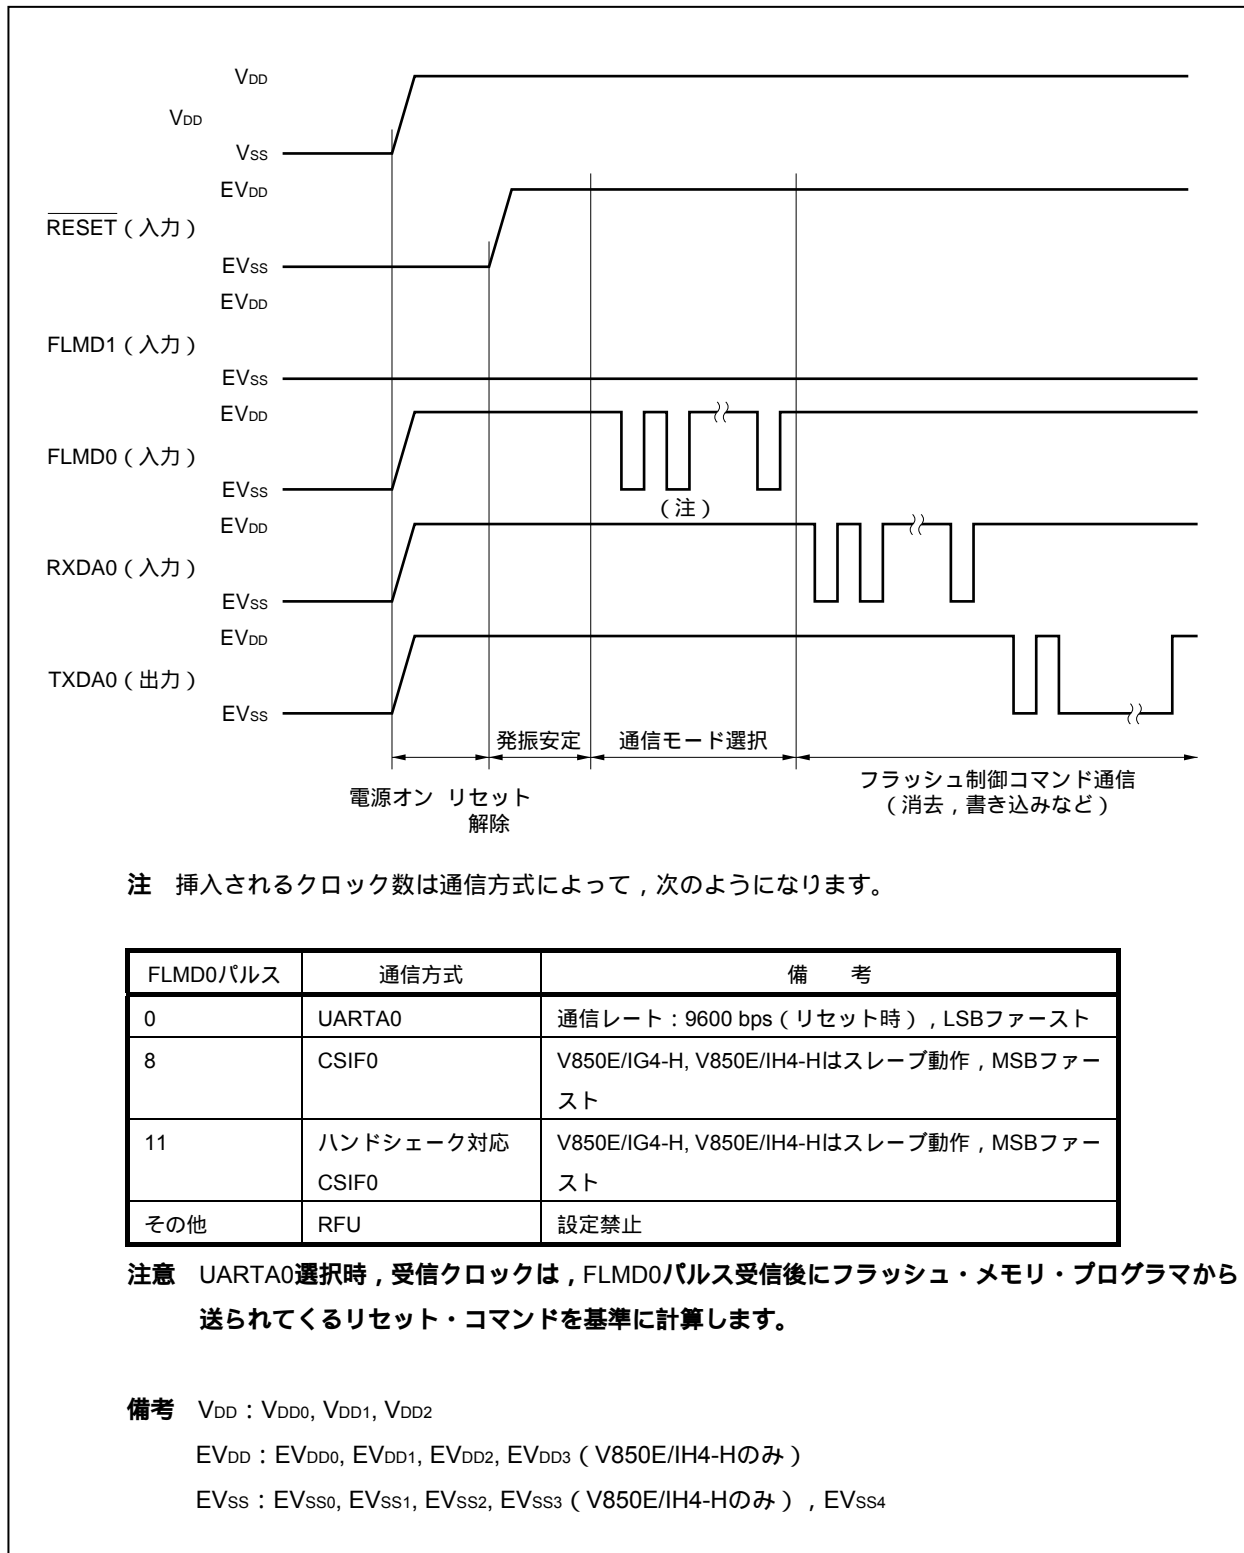 VDD
VDD
VSS
EVDD
RESET（入力）
EVSS
EVDD
FLMD1（入力）
EVSS
EVDD
FLMD0（入力）
EVSS
（注）
EVDD
RXDA0（入力）
EVSS
EVDD
TXDA0（出力）
EVSS
発振安定 通信モード選択
電源オン リセット解除
フラッシュ制御コマンド通信
（消去，書き込みなど）
注 挿入されるクロック数は通信方式によって，次のようになります。
FLMD0パルス 通信方式 備 考
0 UARTA0 通信レート：9600 bps（リセット時），LSBファースト
8 CSIF0 V850E/IG4-H, V850E/IH4-Hはスレーブ動作，MSBファー
スト
11 ハンドシェーク対応 V850E/IG4-H, V850E/IH4-Hはスレーブ動作，MSBファー
CSIF0 スト
その他 RFU 設定禁止
注意 UARTA0選択時，受信クロックは，FLMD0パルス受信後にフラッシュ・メモリ・プログラマから
送られてくるリセット・コマンドを基準に計算します。
備考 VDD：VDD0, VDD1, VDD2
EVDD：EVDD0, EVDD1, EVDD2, EVDD3（V850E/IH4-Hのみ）
EVSS：EVSS0, EVSS1, EVSS2, EVSS3（V850E/IH4-Hのみ），EVSS4